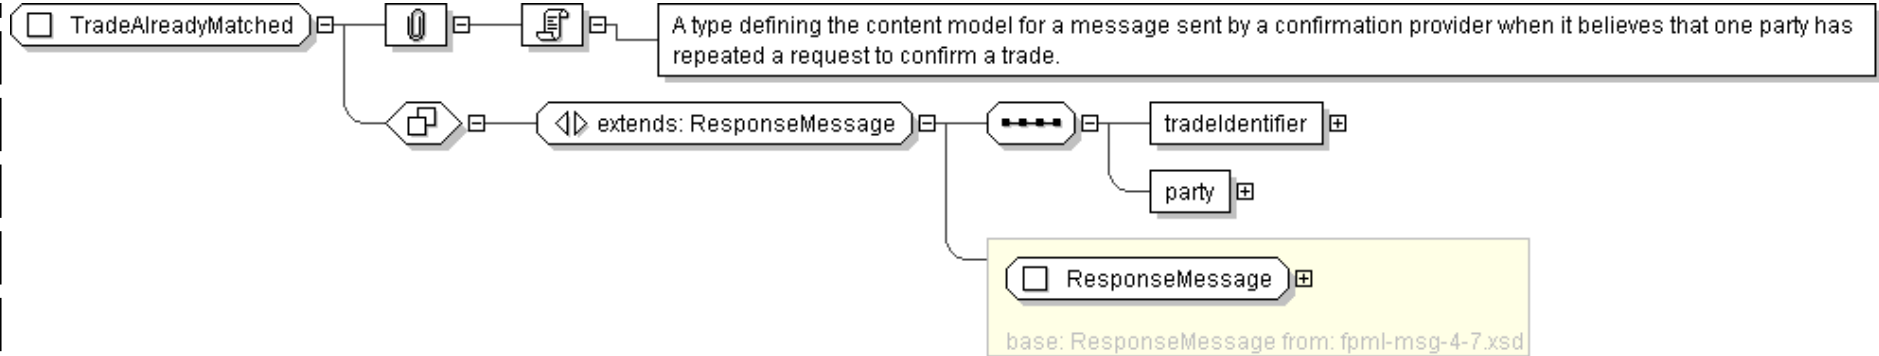 TradeAlreadyMatched
A type defining the content model for a message sent by a confirmation provider when it believes that one party has
repeated a request to confirm a trade.
extends: ResponseMessage
tradeIdentifier
party
ResponseMessage
base: ResponseMessage from: fpml-msg-4-7.xsd